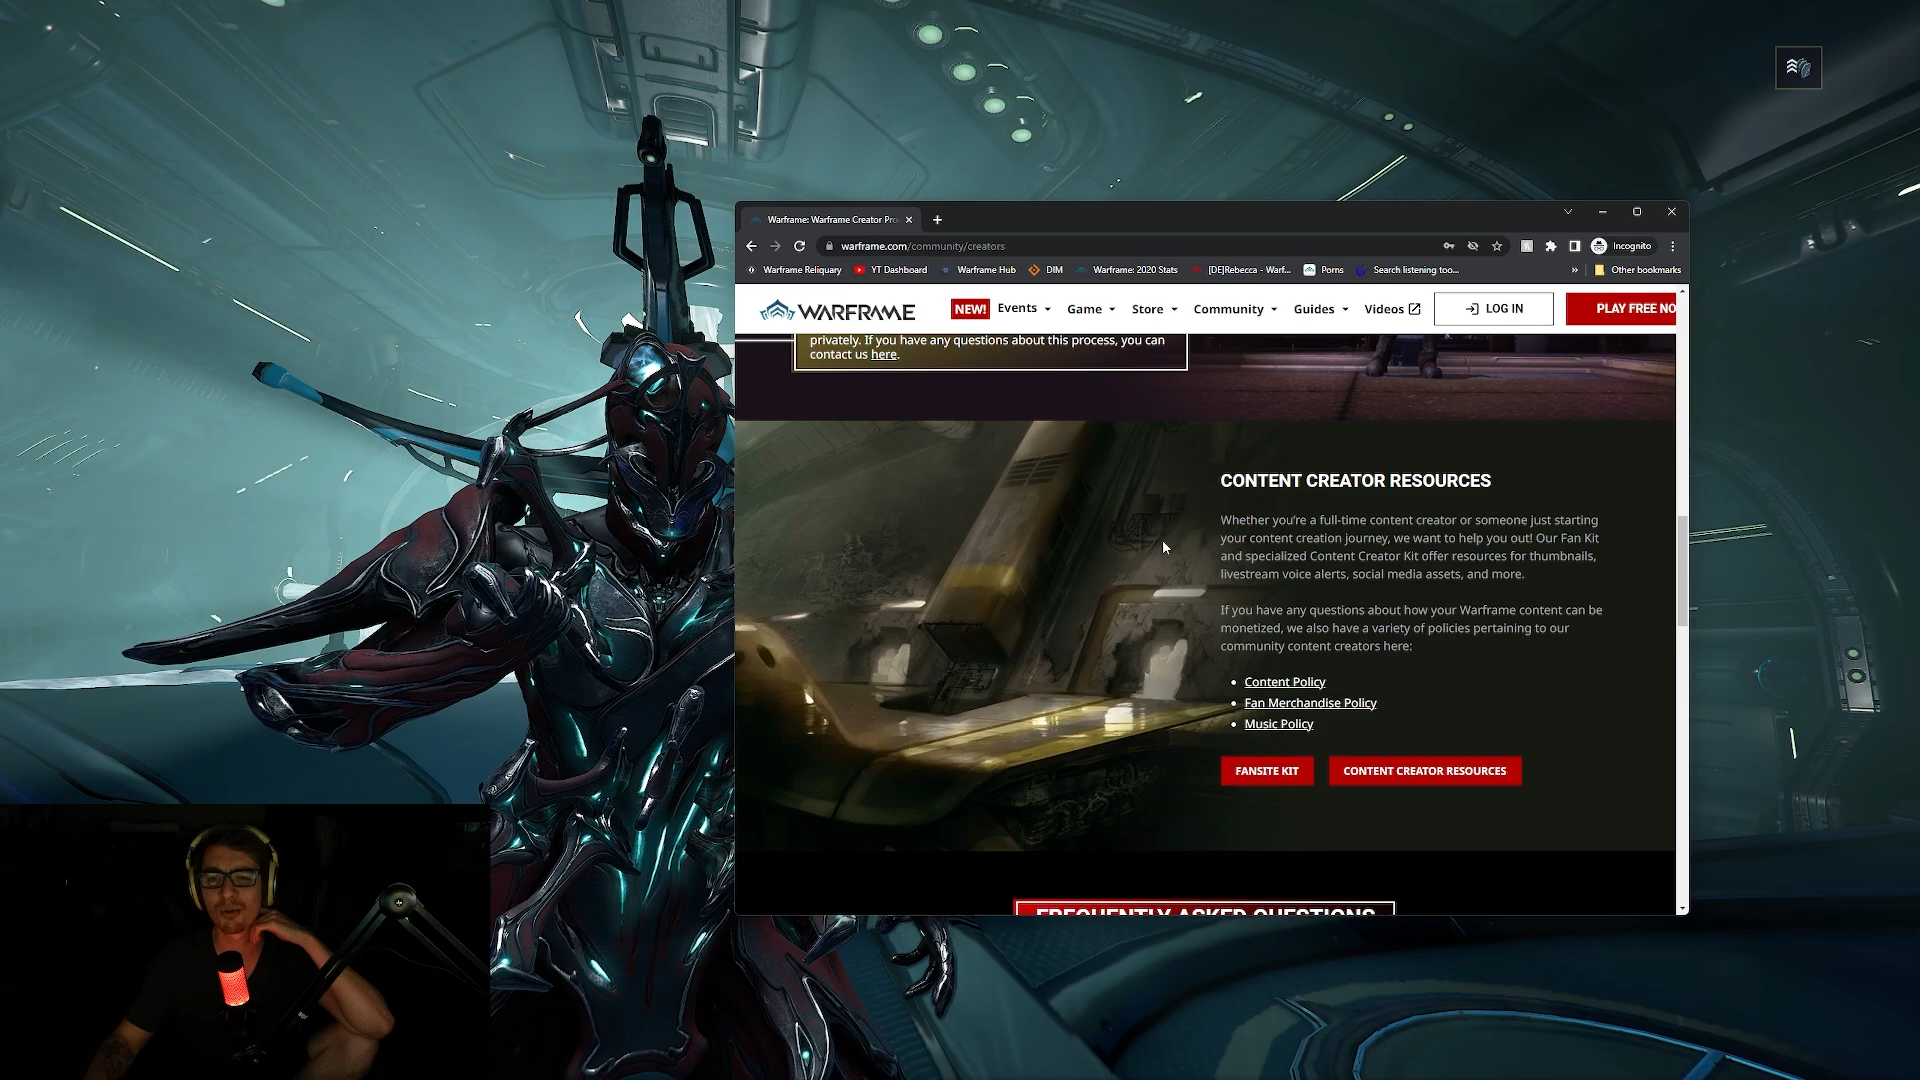 Warframe: Warframe Creator Pro
warframe.com/community/creators
Incognito
Warframe Reliquary
YT Dashboard
Warframe Hub
DIM
Warframe: 2020 Stats
[DE]Rebecca - Warf...
Porns
Search listening too...
»
Other bookmarks
WARFRAME
NEW!
Events
Game
Store
Community
Guides
Videos
LOG IN
PLAY FREE NO
privately. If you have any questions about this process, you can
contact us here.
CONTENT CREATOR RESOURCES
Whether you're a full-time content creator or someone just starting
your content creation journey, we want to help you out! Our Fan Kit
and specialized Content Creator Kit offer resources for thumbnails,
livestream voice alerts, social media assets, and more.
If you have any questions about how your Warframe content can be
monetized, we also have a variety of policies pertaining to our
community content creators here:
• Content Policy
• Fan Merchandise Policy
• Music Policy
FANSITE KIT
CONTENT CREATOR RESOURCES
FREQUENTLY ASKED QUESTIONS